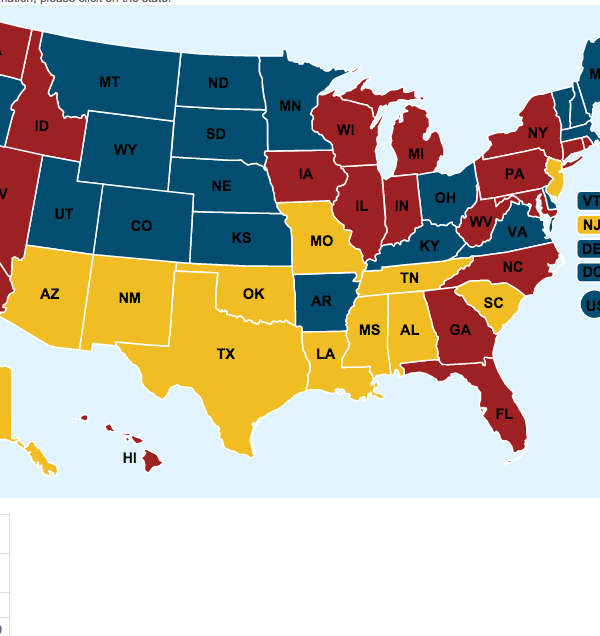 mation, please click on the state.
MT
ND
MN
ID
WY
SD
WI
MI
NY
V
UT
CO
NE
IA
IL
IN
OH
PA
WV
VA
VT
KS
MO
KY
NJ
DE
DC
AZ
NM
OK
AR
TN
NC
SC
US
TX
LA
MS
AL
GA
FL
HI